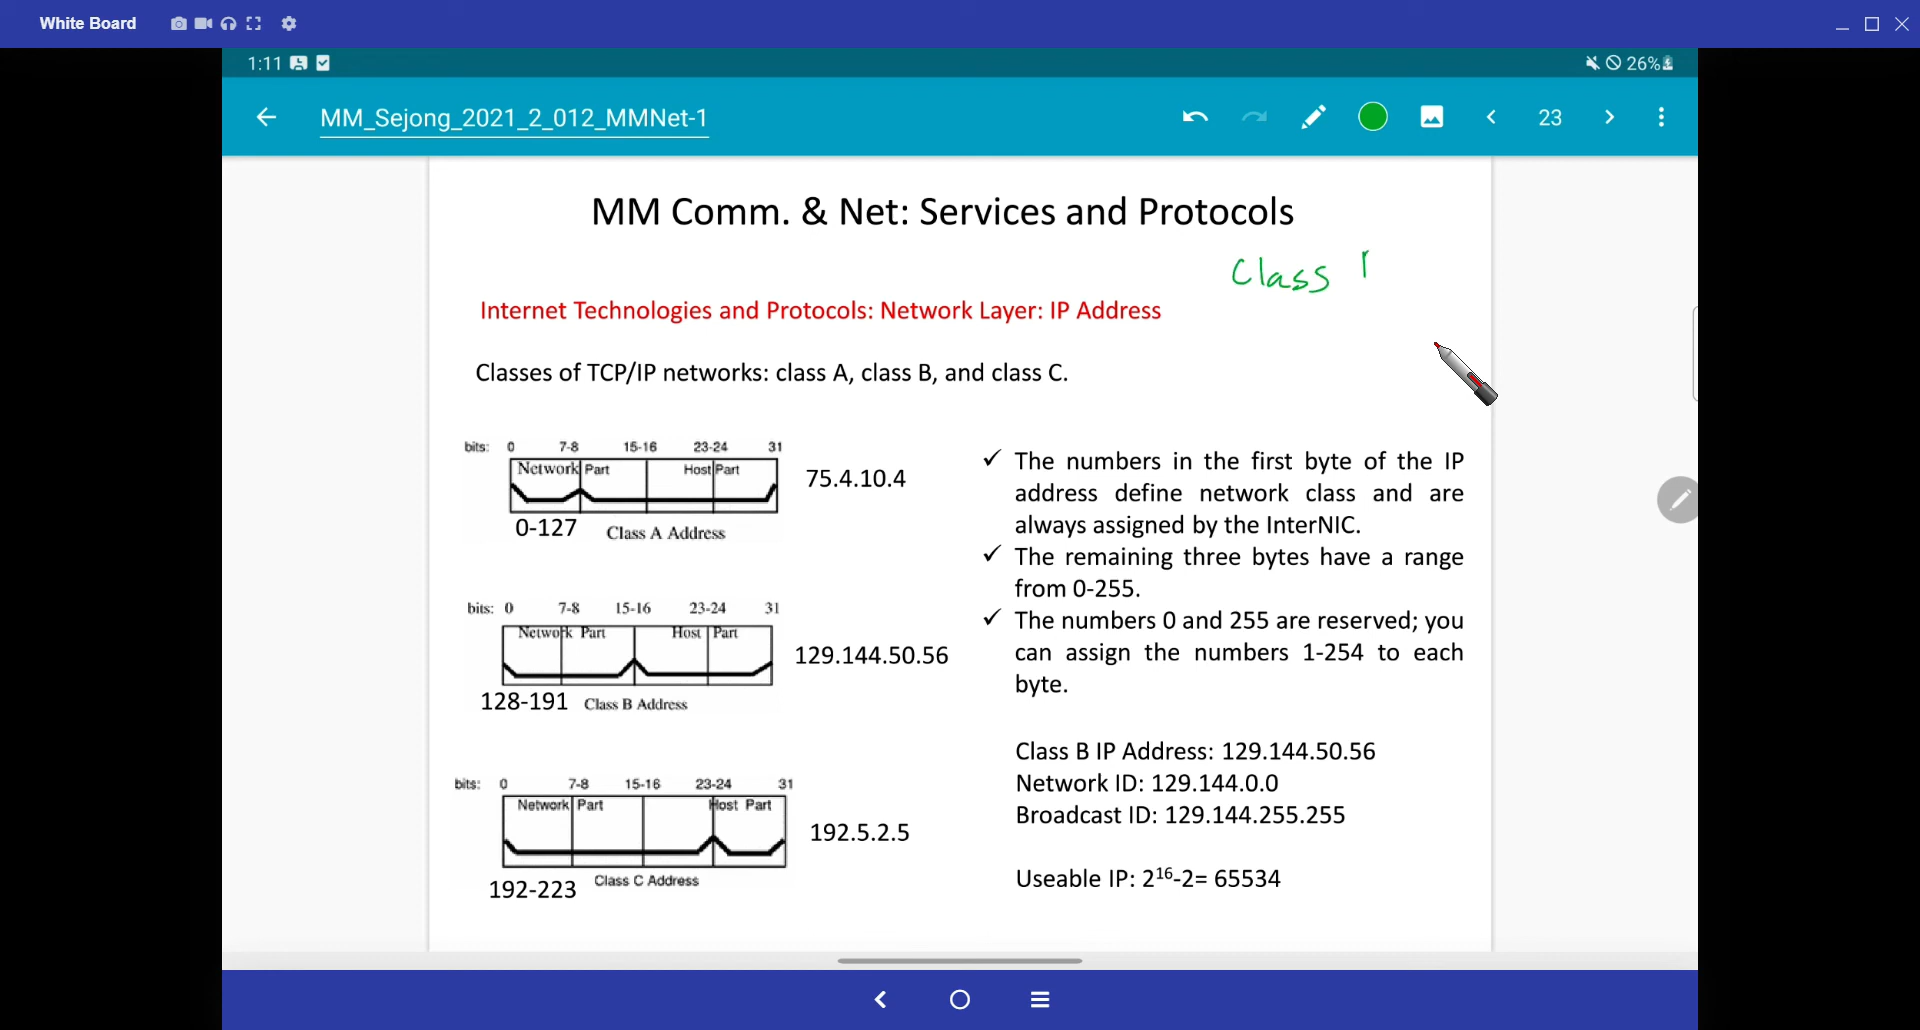 White Board
1:11
26%
MM_Sejong_2021_2_012_MMNet-1
23
MM Comm. & Net: Services and Protocols
Class
Internet Technologies and Protocols: Network Layer: IP Address
Classes of TCP/IP networks: class A, class B, and class C.
bits: 0 7-8 15-16 23-24 31
Network Part Host Part
75.4.10.4
0-127 Class A Address
bits: 0 7-8 15-16 23-24 31
Network Part Host Part
129.144.50.56
128-191 Class B Address
bits: 0 7-8 15-16 23-24 31
Network Part Host Part
192.5.2.5
192-223 Class C Address
✓ The numbers in the first byte of the IP
address define network class and are
always assigned by the InterNIC.
✓ The remaining three bytes have a range
from 0-255.
✓ The numbers 0 and 255 are reserved; you
can assign the numbers 1-254 to each
byte.
Class B IP Address: 129.144.50.56
Network ID: 129.144.0.0
Broadcast ID: 129.144.255.255
Useable IP: 2¹⁶-2= 65534